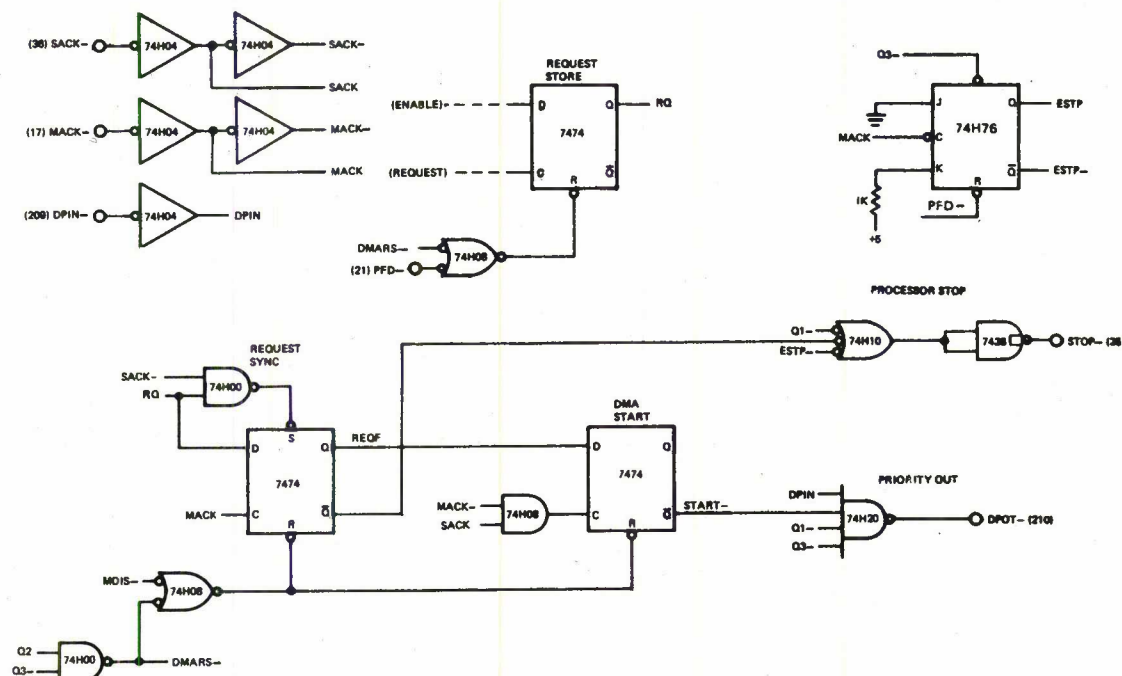 (36) SACK-
74H04
74H04
SACK-
SACK
(17) MACK-
74H04
74H04
MACK-
MACK
(209) DPIN-
74H04
DPIN
REQUEST
STORE
(ENABLE)-
D
Q
RQ
7474
(REQUEST)
C
Q̅
R
DMARS-
(21) PFD-
74H08
Q3-
J
Q
ESTP
74H76
MACK
C
K
Q̅
ESTP-
R
1K
PFD-
+5
PROCESSOR STOP
Q1-
74H10
ESTP-
7438
STOP- (36
REQUEST
SYNC
SACK-
RQ
74H00
S
D
Q
REQF
7474
MACK
C
Q̅
R
DMA
START
D
Q
7474
MACK-
SACK
74H08
C
Q̅
START-
R
PRIORITY OUT
DPIN
74H20
Q1-
Q3-
DPOT- (210)
MDIS-
74H08
Q2
74H00
Q3-
DMARS-